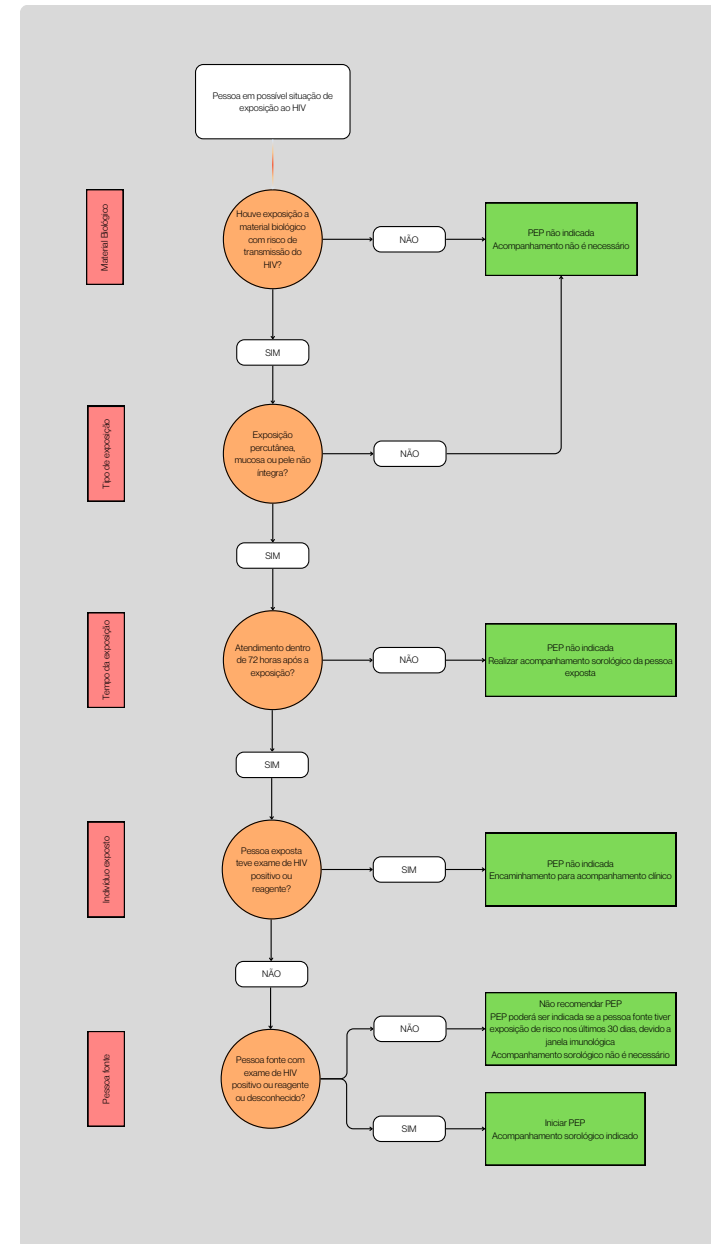 Pessoa em possível situação de
exposição ao HIV
Material Biológico
Houve exposição a
material biológico
com risco de
transmissão do
HIV?
NÃO
PEP não indicada
Acompanhamento não é necessário
SIM
Tipo de exposição
Exposição
percutânea,
mucosa ou pele não
íntegra?
NÃO
SIM
Tempo da exposição
Atendimento dentro
de 72 horas após a
exposição?
NÃO
PEP não indicada
Realizar acompanhamento sorológico da pessoa
exposta
SIM
Indivíduo exposto
Pessoa exposta
teve exame de HIV
positivo ou
reagente?
SIM
PEP não indicada
Encaminhamento para acompanhamento clínico
NÃO
Pessoa fonte
Pessoa fonte com
exame de HIV
positivo ou reagente
ou desconhecido?
NÃO
Não recomendar PEP
PEP poderá ser indicada se a pessoa fonte tiver
exposição de risco nos últimos 30 dias, devido a
janela imunológica
Acompanhamento sorológico não é necessário
SIM
Iniciar PEP
Acompanhamento sorológico indicado